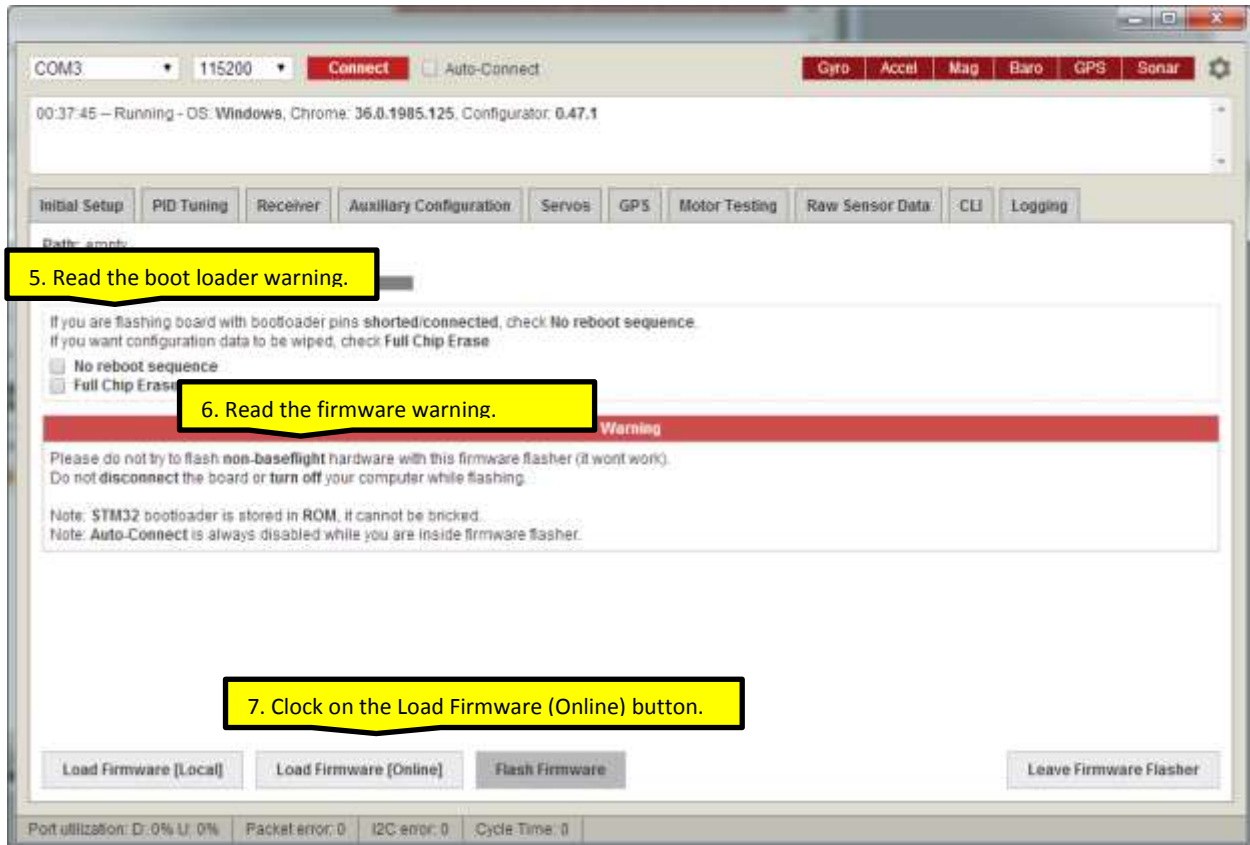 COM3 115200 Connect Auto-Connect Gyro Accel Mag Baro GPS Sonar
00:37:45 -- Running - OS: Windows, Chrome: 36.0.1985.125, Configurator: 0.47.1
Initial Setup PID Tuning Receiver Auxiliary Configuration Servos GPS Motor Testing Raw Sensor Data CLI Logging
Path: empty
5. Read the boot loader warning.
If you are flashing board with bootloader pins shorted/connected, check No reboot sequence.
If you want configuration data to be wiped, check Full Chip Erase
No reboot sequence
Full Chip Erase
6. Read the firmware warning.
Warning
Please do not try to flash non-baseflight hardware with this firmware flasher (it wont work).
Do not disconnect the board or turn off your computer while flashing.
Note: STM32 bootloader is stored in ROM, it cannot be bricked.
Note: Auto-Connect is always disabled while you are inside firmware flasher.
7. Clock on the Load Firmware (Online) button.
Load Firmware [Local] Load Firmware [Online] Flash Firmware Leave Firmware Flasher
Port utilization: D: 0% U: 0% Packet error: 0 I2C error: 0 Cycle Time: 0